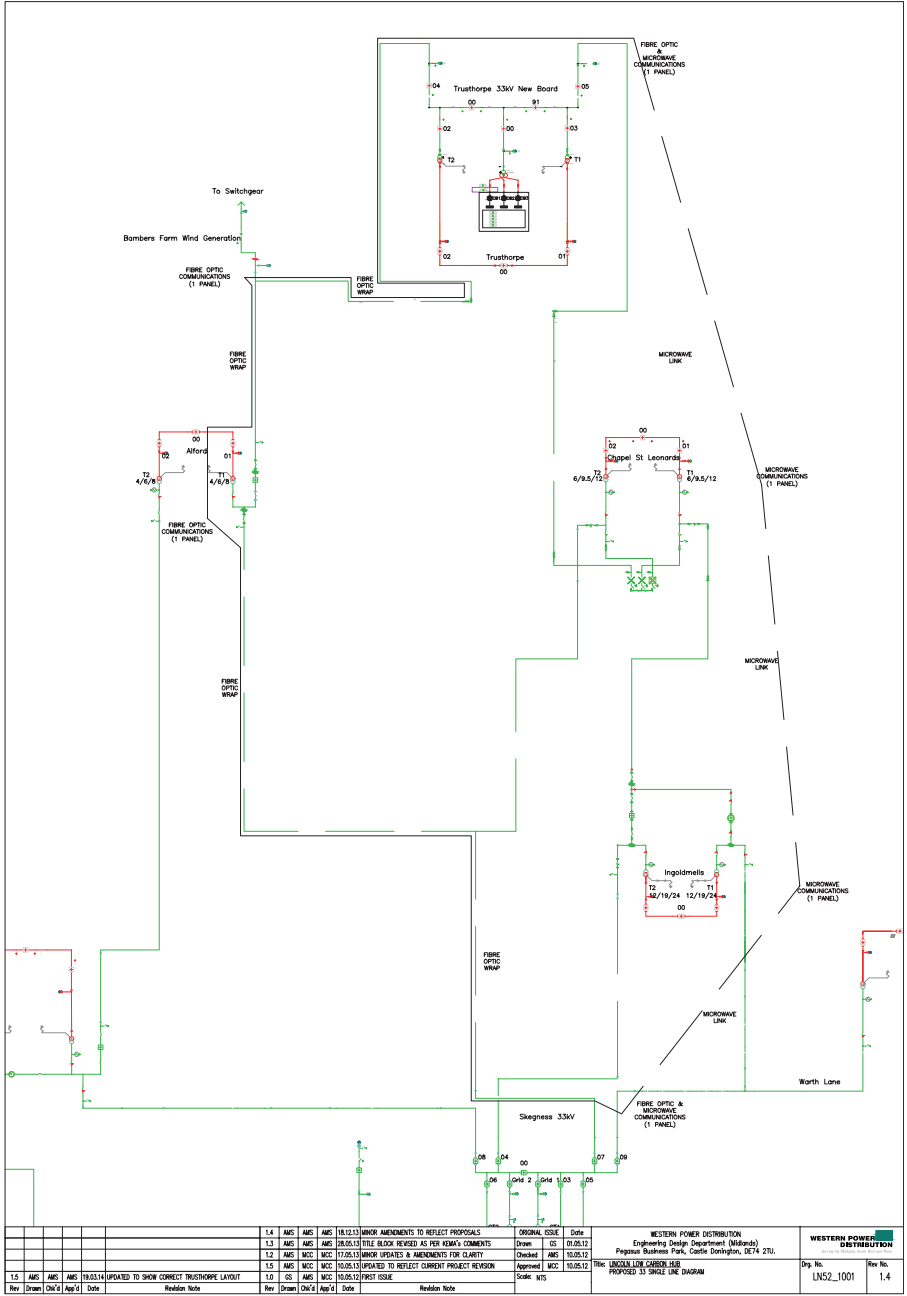 FIBRE OPTIC
&
MICROWAVE
COMMUNICATIONS
(1 PANEL)
04
Trusthorpe 33kV New Board
05
00
91
02
00
03
T2
T1
To Switchgear
Bambers Farm Wind Generation
Trusthorpe
02
00
01
FIBRE OPTIC
COMMUNICATIONS
(1 PANEL)
FIBRE
OPTIC
WRAP
FIBRE
OPTIC
WRAP
MICROWAVE
LINK
00
02
Alford
01
T2
4/6/8
T1
4/6/8
00
02
01
Chapel St Leonards
T2
6/9.5/12
T1
6/9.5/12
MICROWAVE
COMMUNICATIONS
(1 PANEL)
FIBRE OPTIC
COMMUNICATIONS
(1 PANEL)
MICROWAVE
LINK
FIBRE
OPTIC
WRAP
Ingoldmells
T2
12/19/24
T1
12/19/24
00
MICROWAVE
COMMUNICATIONS
(1 PANEL)
FIBRE
OPTIC
WRAP
MICROWAVE
LINK
Warth Lane
FIBRE OPTIC &
MICROWAVE
COMMUNICATIONS
(1 PANEL)
Skegness 33kV
08
04
00
07
09
06
Grid 2
Grid 1
03
05
1.4 AMS AMS AMS 18.12.13 MINOR AMENDMENTS TO REFLECT PROPOSALS
1.3 AMS AMS AMS 28.05.13 TITLE BLOCK REVISED AS PER KEMA's COMMENTS
1.2 AMS MCC MCC 17.05.13 MINOR UPDATES & AMENDMENTS FOR CLARITY
1.5 AMS MCC MCC 10.05.13 UPDATED TO REFLECT CURRENT PROJECT REVISION
1.5 AMS AMS AMS 19.03.14 UPDATED TO SHOW CORRECT TRUSTHORPE LAYOUT
1.0 GS AMS MCC 10.05.12 FIRST ISSUE
Rev Drawn Chk'd App'd Date Revision Note
Rev Drawn Chk'd App'd Date Revision Note
ORIGINAL ISSUE Date
Drawn GS 01.05.12
Checked AMS 10.05.12
Approved MCC 10.05.12
Scale: NTS
WESTERN POWER DISTRIBUTION
Engineering Design Department (Midlands)
Pegasus Business Park, Castle Donington, DE74 2TU.
Title: LINCOLN LOW CARBON HUB
PROPOSED 33 SINGLE LINE DIAGRAM
WESTERN POWER
DISTRIBUTION
Drg. No.
LN52_1001
Rev No.
1.4